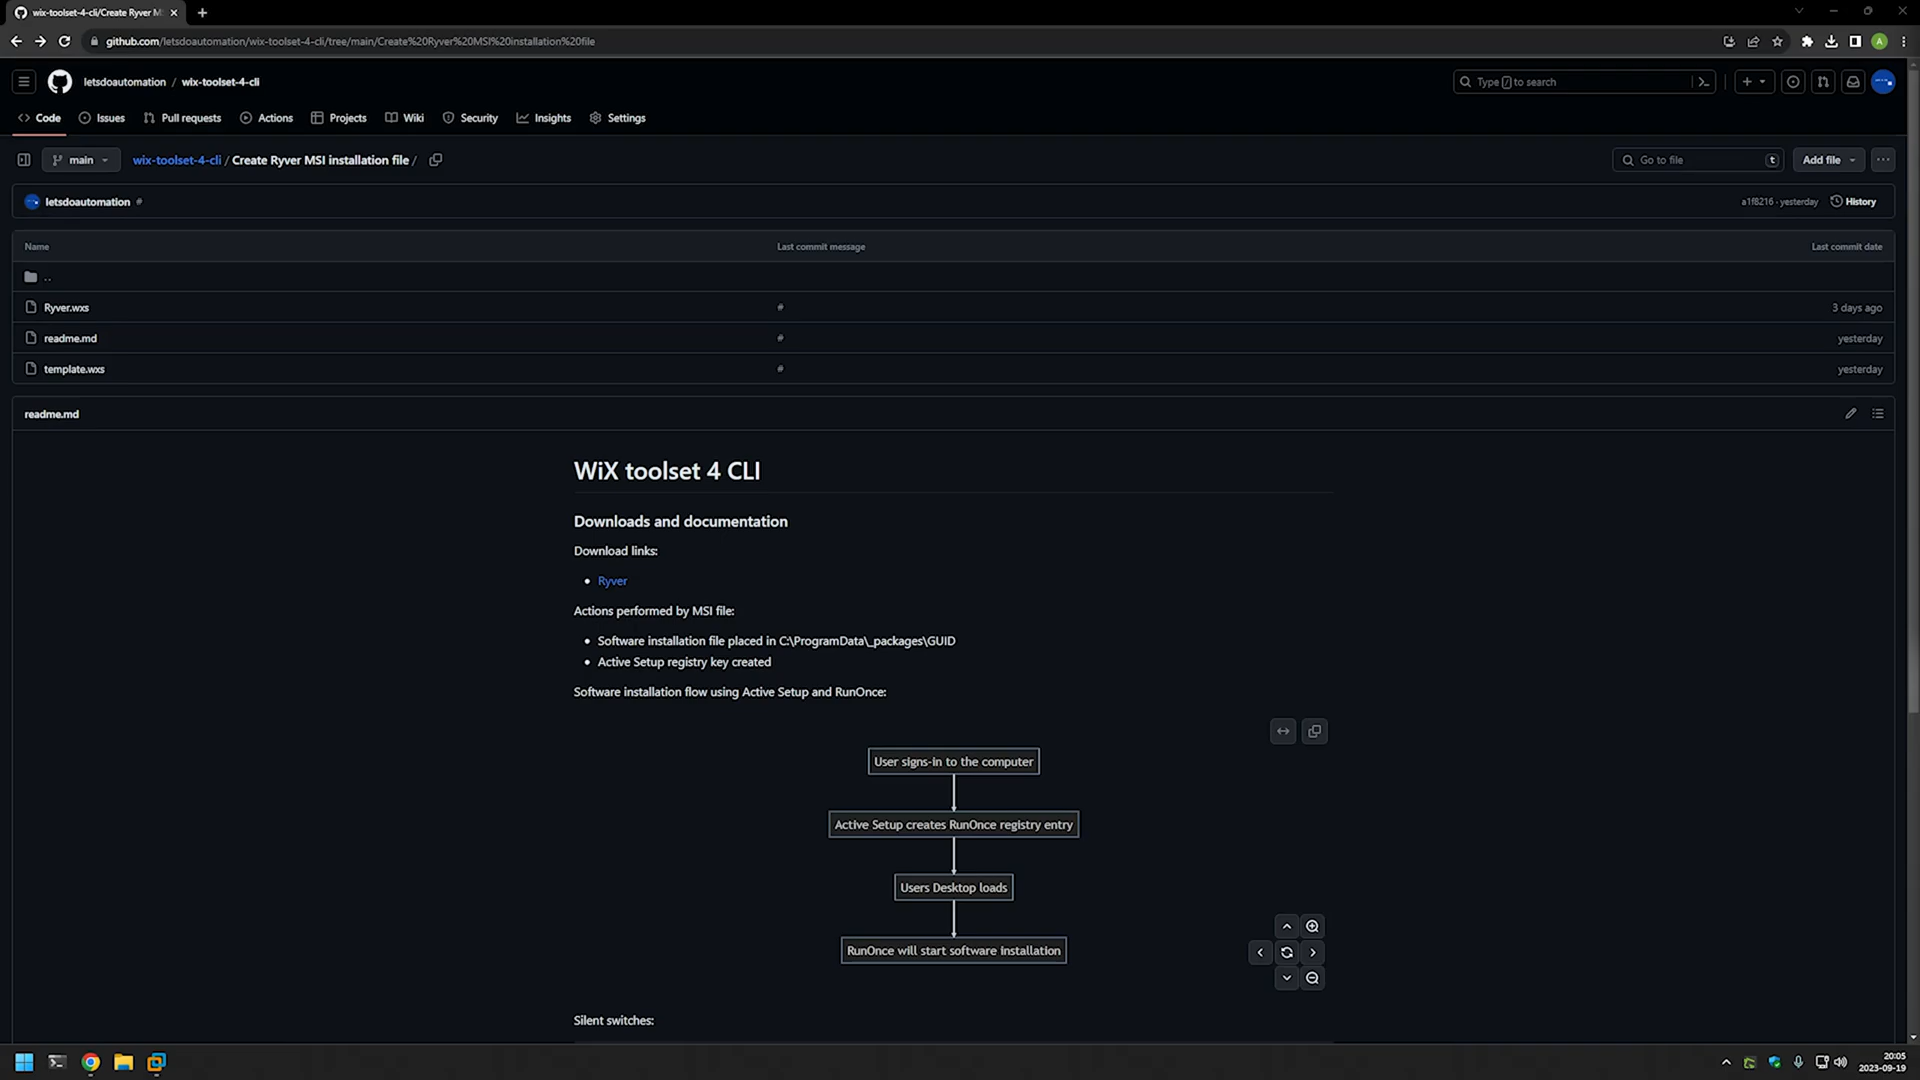 wix-toolset-4-cli/Create Ryver M
github.com/letsdoautomation/wix-toolset-4-cli/tree/main/Create%20Ryver%20MSI%20installation%20file
A
letsdoautomation / wix-toolset-4-cli
Type / to search
Code Issues Pull requests Actions Projects Wiki Security Insights Settings
main wix-toolset-4-cli / Create Ryver MSI installation file /
Go to file t Add file
letsdoautomation #
a1f8216 · yesterday History
Name Last commit message Last commit date
..
Ryver.wxs # 3 days ago
readme.md # yesterday
template.wxs # yesterday
readme.md
WiX toolset 4 CLI
Downloads and documentation
Download links:
• Ryver
Actions performed by MSI file:
• Software installation file placed in C:\ProgramData\_packages\GUID
• Active Setup registry key created
Software installation flow using Active Setup and RunOnce:
User signs-in to the computer
Active Setup creates RunOnce registry entry
Users Desktop loads
RunOnce will start software installation
Silent switches:
20:05
2023-09-19